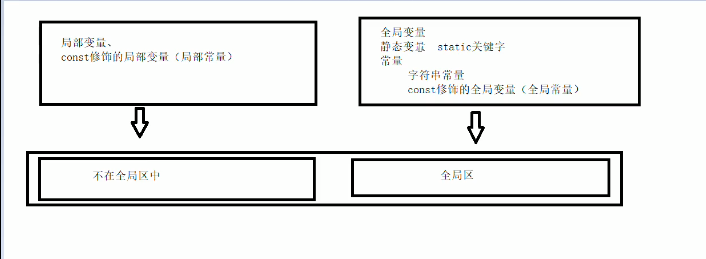 局部变量、
const修饰的局部变量（局部常量）
全局变量
静态变量 static关键字
常量
字符串常量
const修饰的全局变量（全局常量）
不在全局区中
全局区